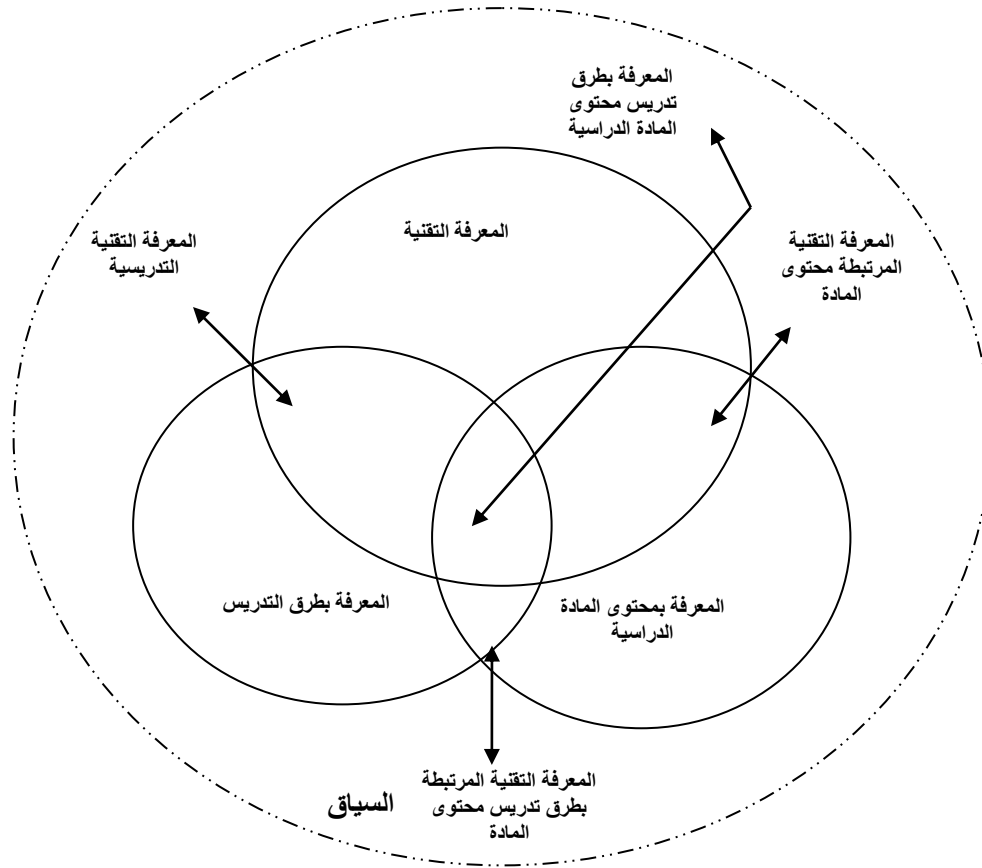 المعرفة بطرق
تدريس محتوى
المادة الدراسية
المعرفة التقنية
المعرفة التقنية
التدريسية
المعرفة التقنية
المرتبطة محتوى
المادة
المعرفة بطرق التدريس
المعرفة بمحتوى المادة
الدراسية
المعرفة التقنية المرتبطة
بطرق تدريس محتوى
المادة
السياق